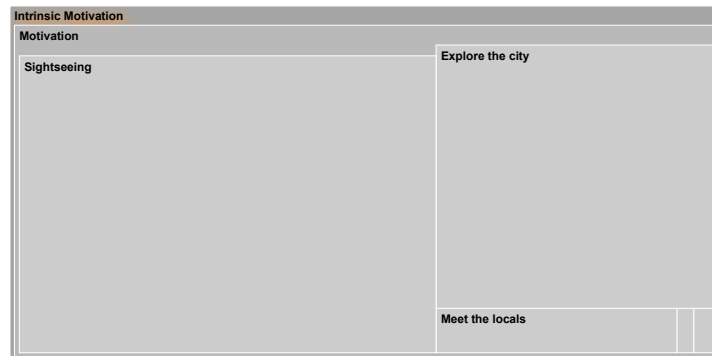 Intrinsic Motivation
Motivation
Sightseeing
Explore the city
Meet the locals